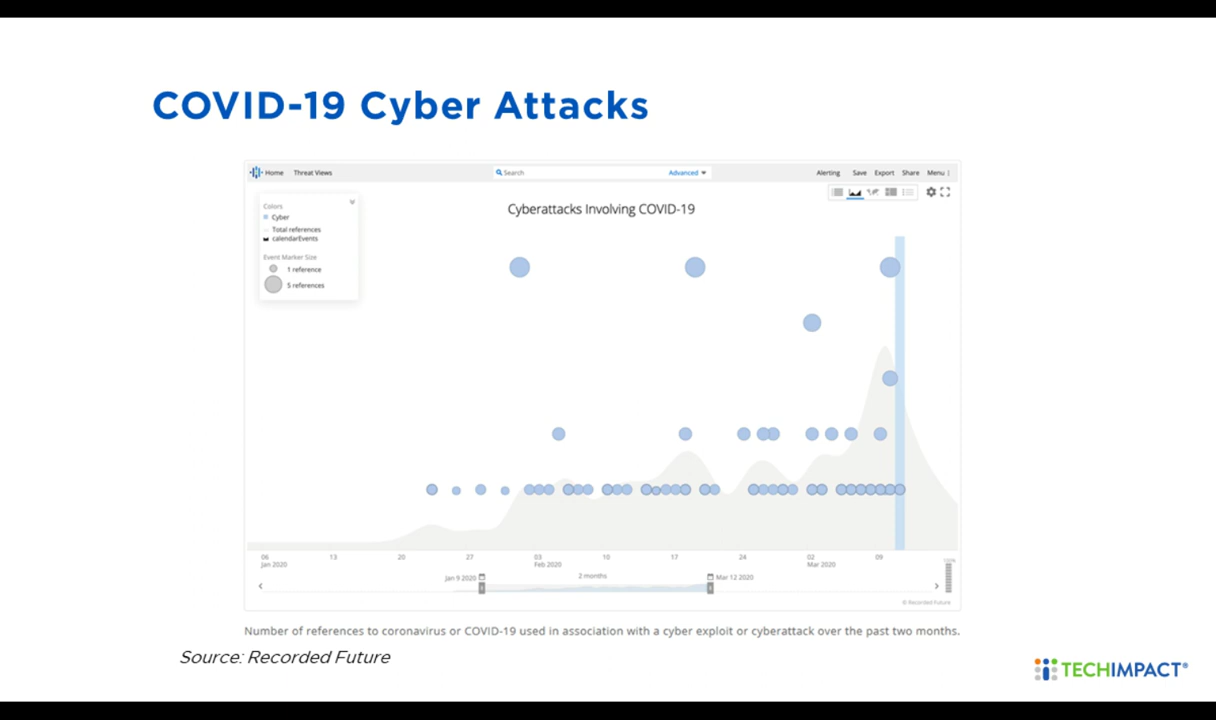 COVID-19 Cyber Attacks
Home Threat Views Search Advanced Alerting Save Export Share Menu
Cyberattacks Involving COVID-19
Colors
Cyber
Total references
calendarEvents
Event Marker Size
1 reference
5 references
06 13 20 27 03 10 17 24 02 09
Jan 2020 Feb 2020 Mar 2020
100%
Jan 9 2020 2 months Mar 12 2020
© Recorded Future
Number of references to coronavirus or COVID-19 used in association with a cyber exploit or cyberattack over the past two months.
Source: Recorded Future
TECHIMPACT®